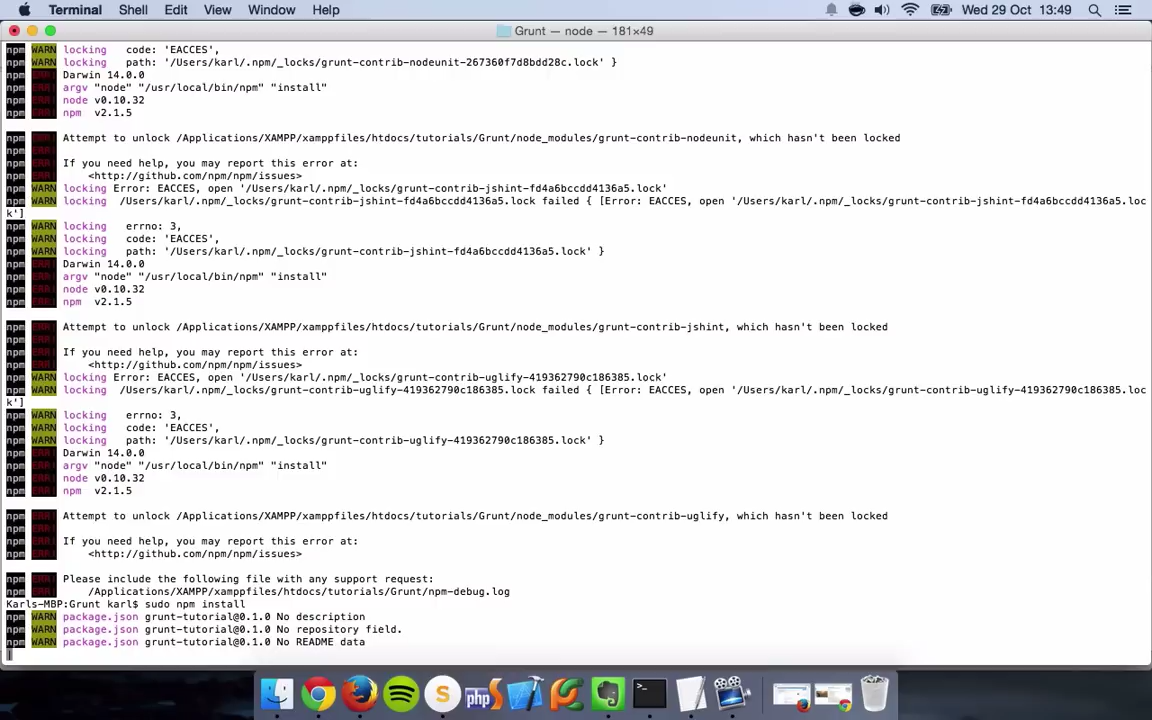 Terminal Shell Edit View Window Help Wed 29 Oct 13:49
Grunt — node — 181×49
npm WARN locking   code: 'EACCES',
npm WARN locking   path: '/Users/karl/.npm/_locks/grunt-contrib-nodeunit-267360f7d8bdd28c.lock' }
npm ERR! Darwin 14.0.0
npm ERR! argv "node" "/usr/local/bin/npm" "install"
npm ERR! node v0.10.32
npm ERR! npm  v2.1.5
npm ERR!
npm ERR! Attempt to unlock /Applications/XAMPP/xamppfiles/htdocs/tutorials/Grunt/node_modules/grunt-contrib-nodeunit, which hasn't been locked
npm ERR!
npm ERR! If you need help, you may report this error at:
npm ERR!     <http://github.com/npm/npm/issues>
npm WARN locking Error: EACCES, open '/Users/karl/.npm/_locks/grunt-contrib-jshint-fd4a6bccdd4136a5.lock'
npm WARN locking  /Users/karl/.npm/_locks/grunt-contrib-jshint-fd4a6bccdd4136a5.lock failed { [Error: EACCES, open '/Users/karl/.npm/_locks/grunt-contrib-jshint-fd4a6bccdd4136a5.loc
k']
npm WARN locking   errno: 3,
npm WARN locking   code: 'EACCES',
npm WARN locking   path: '/Users/karl/.npm/_locks/grunt-contrib-jshint-fd4a6bccdd4136a5.lock' }
npm ERR! Darwin 14.0.0
npm ERR! argv "node" "/usr/local/bin/npm" "install"
npm ERR! node v0.10.32
npm ERR! npm  v2.1.5
npm ERR!
npm ERR! Attempt to unlock /Applications/XAMPP/xamppfiles/htdocs/tutorials/Grunt/node_modules/grunt-contrib-jshint, which hasn't been locked
npm ERR!
npm ERR! If you need help, you may report this error at:
npm ERR!     <http://github.com/npm/npm/issues>
npm WARN locking Error: EACCES, open '/Users/karl/.npm/_locks/grunt-contrib-uglify-419362790c186385.lock'
npm WARN locking  /Users/karl/.npm/_locks/grunt-contrib-uglify-419362790c186385.lock failed { [Error: EACCES, open '/Users/karl/.npm/_locks/grunt-contrib-uglify-419362790c186385.loc
k']
npm WARN locking   errno: 3,
npm WARN locking   code: 'EACCES',
npm WARN locking   path: '/Users/karl/.npm/_locks/grunt-contrib-uglify-419362790c186385.lock' }
npm ERR! Darwin 14.0.0
npm ERR! argv "node" "/usr/local/bin/npm" "install"
npm ERR! node v0.10.32
npm ERR! npm  v2.1.5
npm ERR!
npm ERR! Attempt to unlock /Applications/XAMPP/xamppfiles/htdocs/tutorials/Grunt/node_modules/grunt-contrib-uglify, which hasn't been locked
npm ERR!
npm ERR! If you need help, you may report this error at:
npm ERR!     <http://github.com/npm/npm/issues>
npm ERR! Please include the following file with any support request:
npm ERR!     /Applications/XAMPP/xamppfiles/htdocs/tutorials/Grunt/npm-debug.log
Karls-MBP:Grunt karl$ sudo npm install
npm WARN package.json grunt-tutorial@0.1.0 No description
npm WARN package.json grunt-tutorial@0.1.0 No repository field.
npm WARN package.json grunt-tutorial@0.1.0 No README data
php